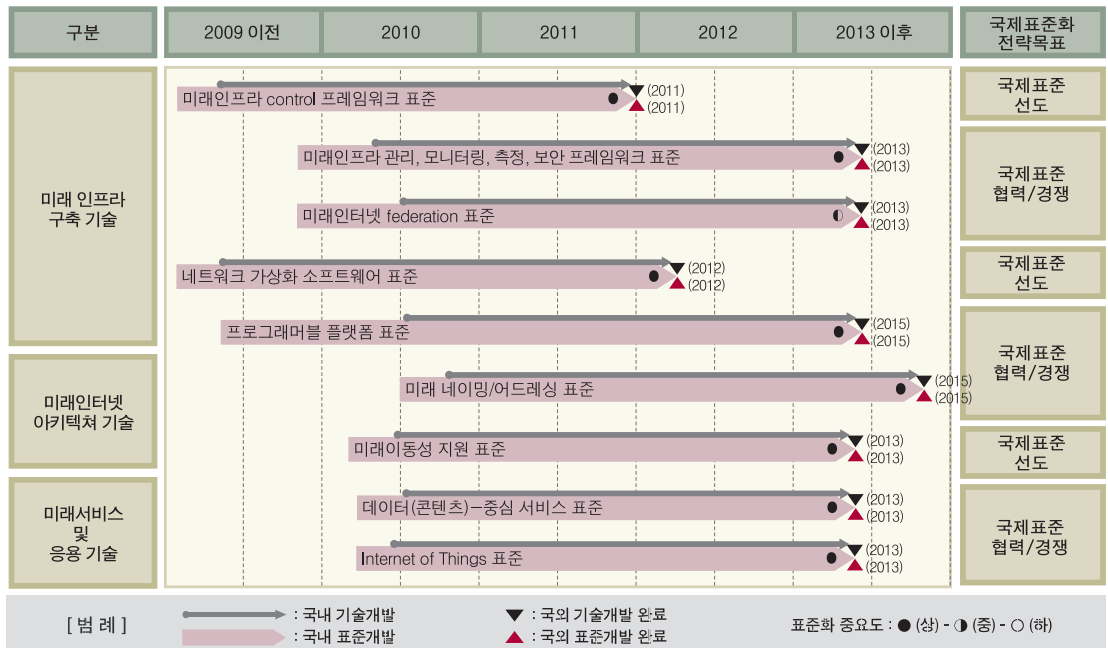 구분
2009 이전
2010
2011
2012
2013 이후
국제표준화
전략목표
미래 인프라
구축 기술
미래인터넷
아키텍쳐 기술
미래서비스
및
응용 기술
미래인프라 control 프레임워크 표준
(2011)
(2011)
미래인프라 관리, 모니터링, 측정, 보안 프레임워크 표준
(2013)
(2013)
미래인터넷 federation 표준
(2013)
(2013)
네트워크 가상화 소프트웨어 표준
(2012)
(2012)
프로그래머블 플랫폼 표준
(2015)
(2015)
미래 네이밍/어드레싱 표준
(2015)
(2015)
미래이동성 지원 표준
(2013)
(2013)
데이터(콘텐츠)-중심 서비스 표준
(2013)
(2013)
Internet of Things 표준
(2013)
(2013)
국제표준
선도
국제표준
협력/경쟁
국제표준
선도
국제표준
협력/경쟁
국제표준
선도
국제표준
협력/경쟁
[ 범 례 ]
: 국내 기술개발
: 국내 표준개발
▼ : 국외 기술개발 완료
▲ : 국외 표준개발 완료
표준화 중요도 : ● (상) - ◑ (중) - ○ (하)